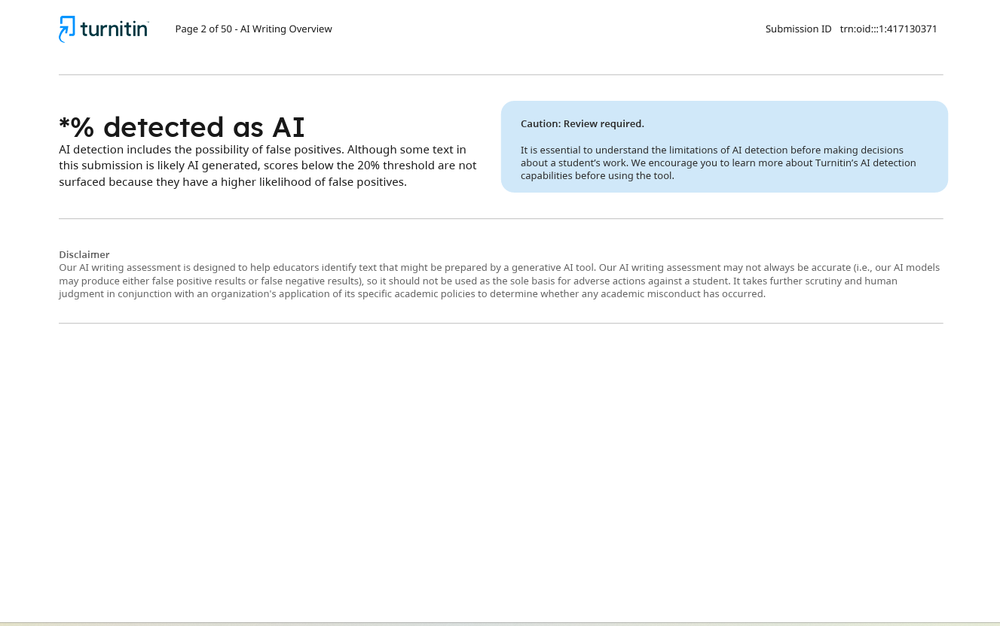 turnitin™ Page 2 of 50 - AI Writing Overview Submission ID trn:oid:::1:417130371
*% detected as AI
AI detection includes the possibility of false positives. Although some text in
this submission is likely AI generated, scores below the 20% threshold are not
surfaced because they have a higher likelihood of false positives.
Caution: Review required.
It is essential to understand the limitations of AI detection before making decisions
about a student’s work. We encourage you to learn more about Turnitin’s AI detection
capabilities before using the tool.
Disclaimer
Our AI writing assessment is designed to help educators identify text that might be prepared by a generative AI tool. Our AI writing assessment may not always be accurate (i.e., our AI models
may produce either false positive results or false negative results), so it should not be used as the sole basis for adverse actions against a student. It takes further scrutiny and human
judgment in conjunction with an organization's application of its specific academic policies to determine whether any academic misconduct has occurred.